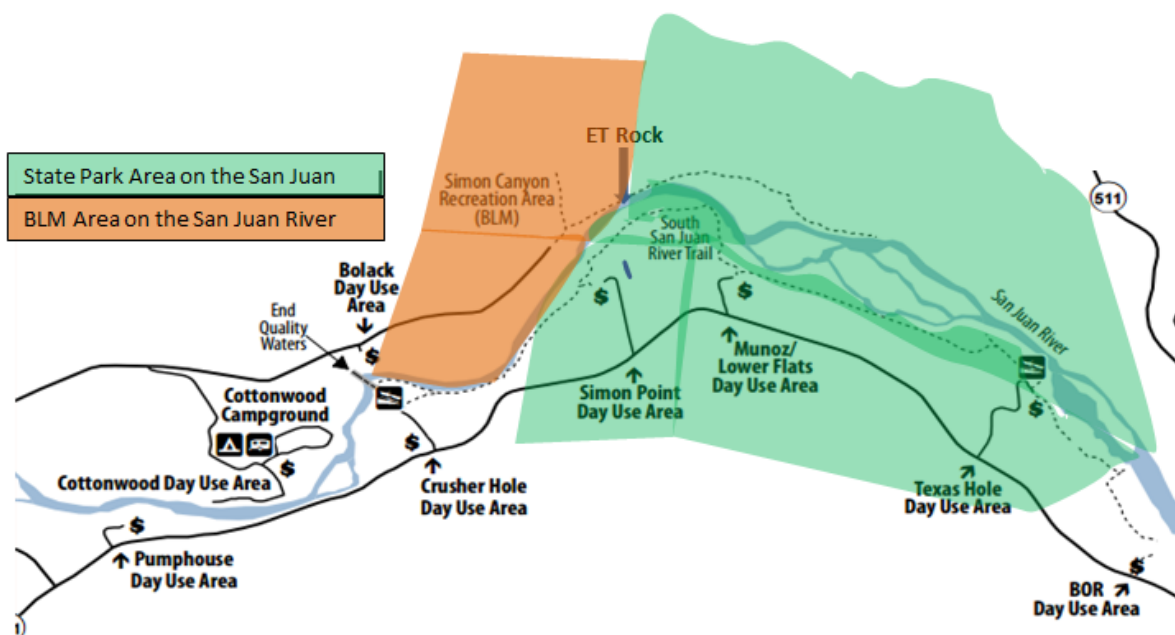 ET Rock
State Park Area on the San Juan
BLM Area on the San Juan River
Simon Canyon
Recreation Area
(BLM)
511
South
San Juan
River Trail
Bolack
Day Use
Area
End
Quality
Waters
$
$
$
San Juan River
Munoz/
Lower Flats
Day Use Area
Simon Point
Day Use Area
Cottonwood
Campground
$
$
$
Cottonwood Day Use Area
Crusher Hole
Day Use Area
Texas Hole
Day Use Area
$
Pumphouse
Day Use Area
$
BOR
Day Use Area